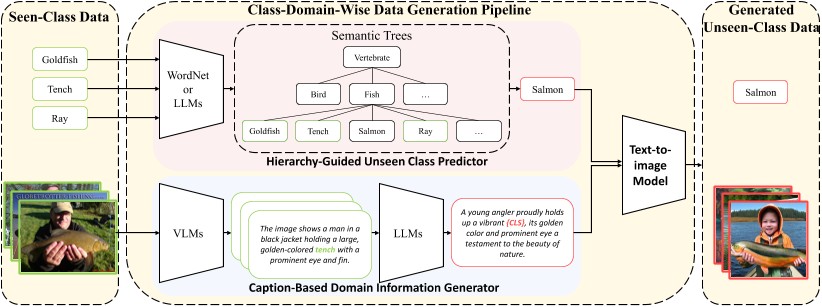 Seen-Class Data
Class-Domain-Wise Data Generation Pipeline
Generated
Unseen-Class Data
Goldfish
Tench
Ray
WordNet
or
LLMs
Semantic Trees
Vertebrate
Bird
Fish
...
Goldfish
Tench
Salmon
Ray
...
Hierarchy-Guided Unseen Class Predictor
Salmon
Salmon
Text-to-
image
Model
VLMs
The image shows a man in a
black jacket holding a large,
golden-colored tench with a
prominent eye and fin.
LLMs
A young angler proudly holds
up a vibrant {CLS}, its golden
color and prominent eye a
testament to the beauty of
nature.
Caption-Based Domain Information Generator